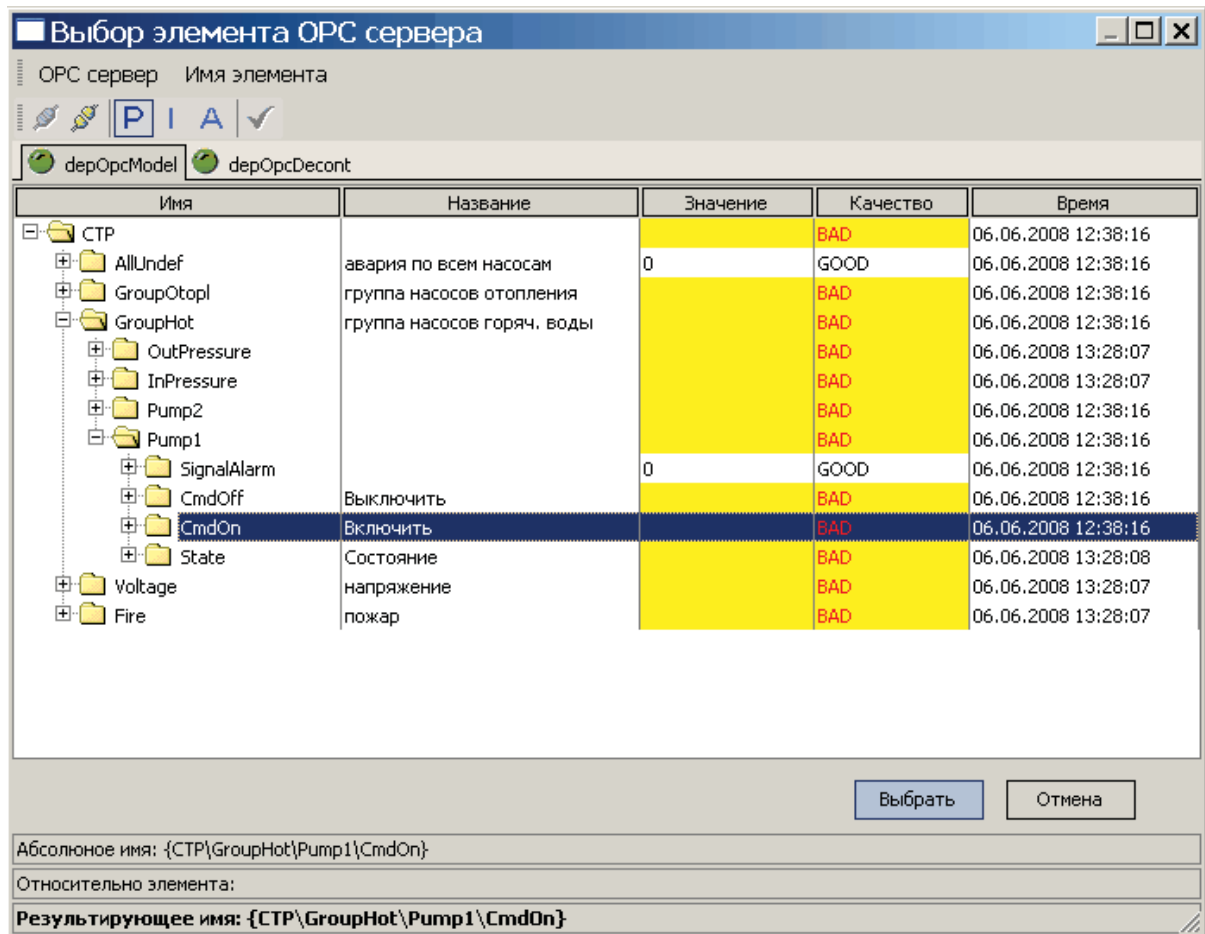 Выбор элемента OPC сервера
OPC сервер Имя элемента
P I A
depOpcModel depOpcDecont
Имя Название Значение Качество Время
CTP BAD 06.06.2008 12:38:16
AllUndef авария по всем насосам 0 GOOD 06.06.2008 12:38:16
GroupOtopl группа насосов отопления BAD 06.06.2008 12:38:16
GroupHot группа насосов горяч. воды BAD 06.06.2008 12:38:16
OutPressure BAD 06.06.2008 13:28:07
InPressure BAD 06.06.2008 13:28:07
Pump2 BAD 06.06.2008 12:38:16
Pump1 BAD 06.06.2008 12:38:16
SignalAlarm 0 GOOD 06.06.2008 12:38:16
CmdOff Выключить BAD 06.06.2008 12:38:16
CmdOn Включить BAD 06.06.2008 12:38:16
State Состояние BAD 06.06.2008 13:28:08
Voltage напряжение BAD 06.06.2008 13:28:07
Fire пожар BAD 06.06.2008 13:28:07
Выбрать Отмена
Абсолюное имя: {CTP\GroupHot\Pump1\CmdOn}
Относительно элемента:
Результирующее имя: {CTP\GroupHot\Pump1\CmdOn}